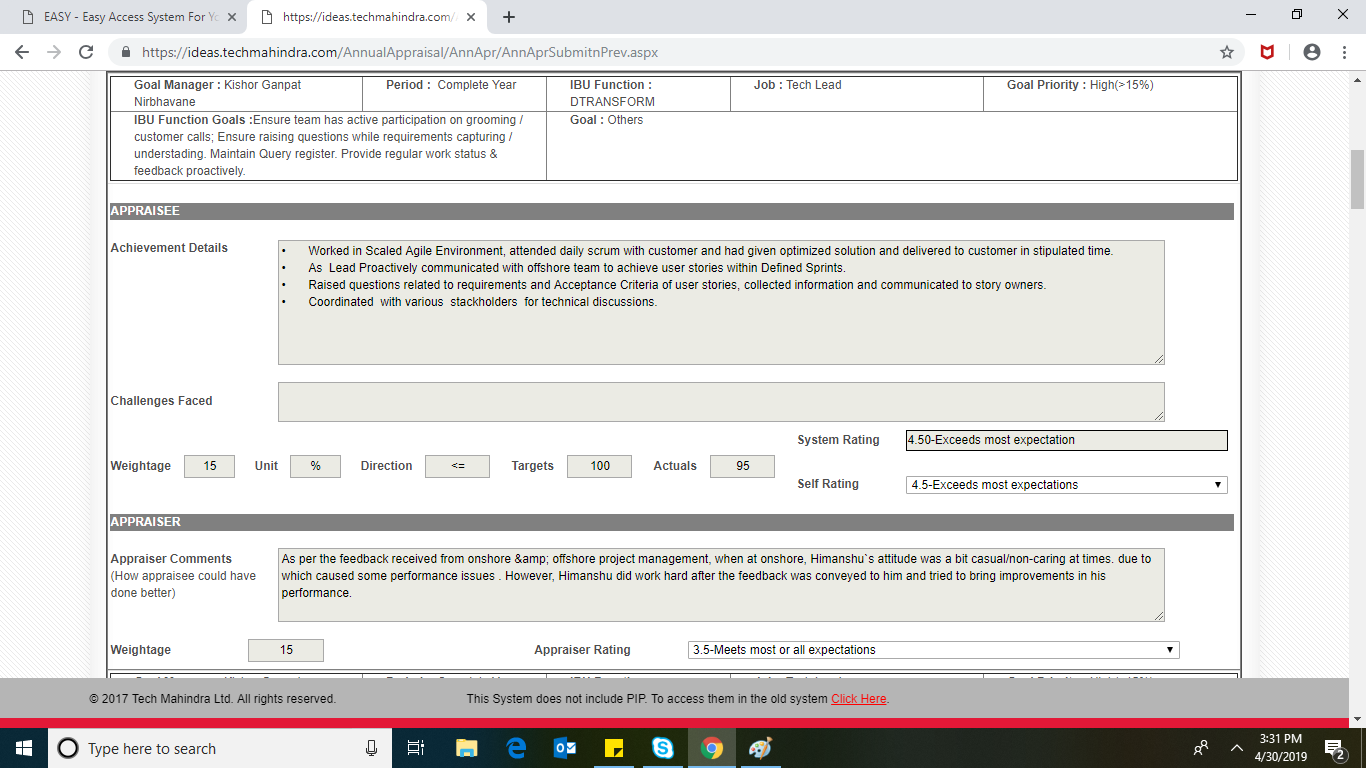 EASY - Easy Access System For Yo
https://ideas.techmahindra.com/
https://ideas.techmahindra.com/AnnualAppraisal/AnnApr/AnnAprSubmitnPrev.aspx
Goal Manager : Kishor Ganpat Nirbhavane
Period : Complete Year
IBU Function : DTRANSFORM
Job : Tech Lead
Goal Priority : High(>15%)
IBU Function Goals :Ensure team has active participation on grooming /
customer calls; Ensure raising questions while requirements capturing /
understading. Maintain Query register. Provide regular work status &
feedback proactively.
Goal : Others
APPRAISEE
Achievement Details
• Worked in Scaled Agile Environment, attended daily scrum with customer and had given optimized solution and delivered to customer in stipulated time.
• As Lead Proactively communicated with offshore team to achieve user stories within Defined Sprints.
• Raised questions related to requirements and Acceptance Criteria of user stories, collected information and communicated to story owners.
• Coordinated with various stackholders for technical discussions.
Challenges Faced
System Rating 4.50-Exceeds most expectation
Weightage 15 Unit % Direction <= Targets 100 Actuals 95
Self Rating 4.5-Exceeds most expectations
APPRAISER
Appraiser Comments
(How appraisee could have
done better)
As per the feedback received from onshore &amp; offshore project management, when at onshore, Himanshu`s attitude was a bit casual/non-caring at times. due to
which caused some performance issues . However, Himanshu did work hard after the feedback was conveyed to him and tried to bring improvements in his
performance.
Weightage 15 Appraiser Rating 3.5-Meets most or all expectations
© 2017 Tech Mahindra Ltd. All rights reserved. This System does not include PIP. To access them in the old system Click Here.
Type here to search
3:31 PM
4/30/2019
2